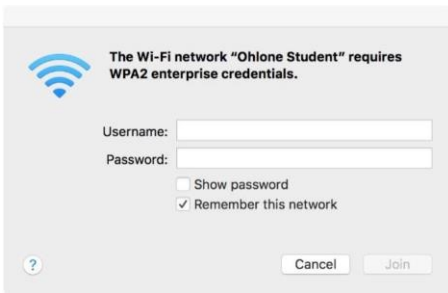 The Wi-Fi network “Ohlone Student” requires
WPA2 enterprise credentials.
Username:
Password:
Show password
Remember this network
?
Cancel
Join